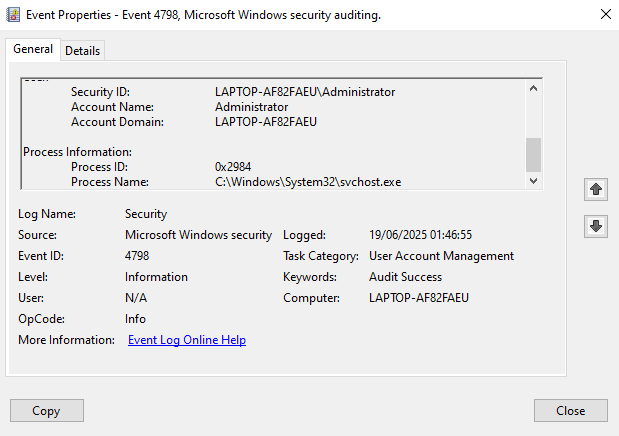 Event Properties - Event 4798, Microsoft Windows security auditing.
General
Details
Security ID: LAPTOP-AF82FAEU\Administrator
Account Name: Administrator
Account Domain: LAPTOP-AF82FAEU
Process Information:
Process ID: 0x2984
Process Name: C:\Windows\System32\svchost.exe
Log Name: Security
Source: Microsoft Windows security Logged: 19/06/2025 01:46:55
Event ID: 4798 Task Category: User Account Management
Level: Information Keywords: Audit Success
User: N/A Computer: LAPTOP-AF82FAEU
OpCode: Info
More Information: Event Log Online Help
Copy
Close